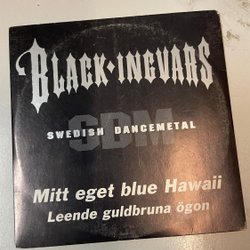 BLACK·INGVARS
SDM
SWEDISH DANCEMETAL
Mitt eget blue Hawaii
Leende guldbruna ögon